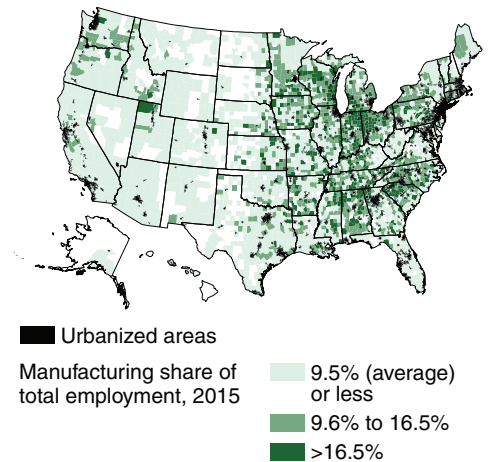 Urbanized areas
Manufacturing share of
total employment, 2015
9.5% (average)
or less
9.6% to 16.5%
>16.5%